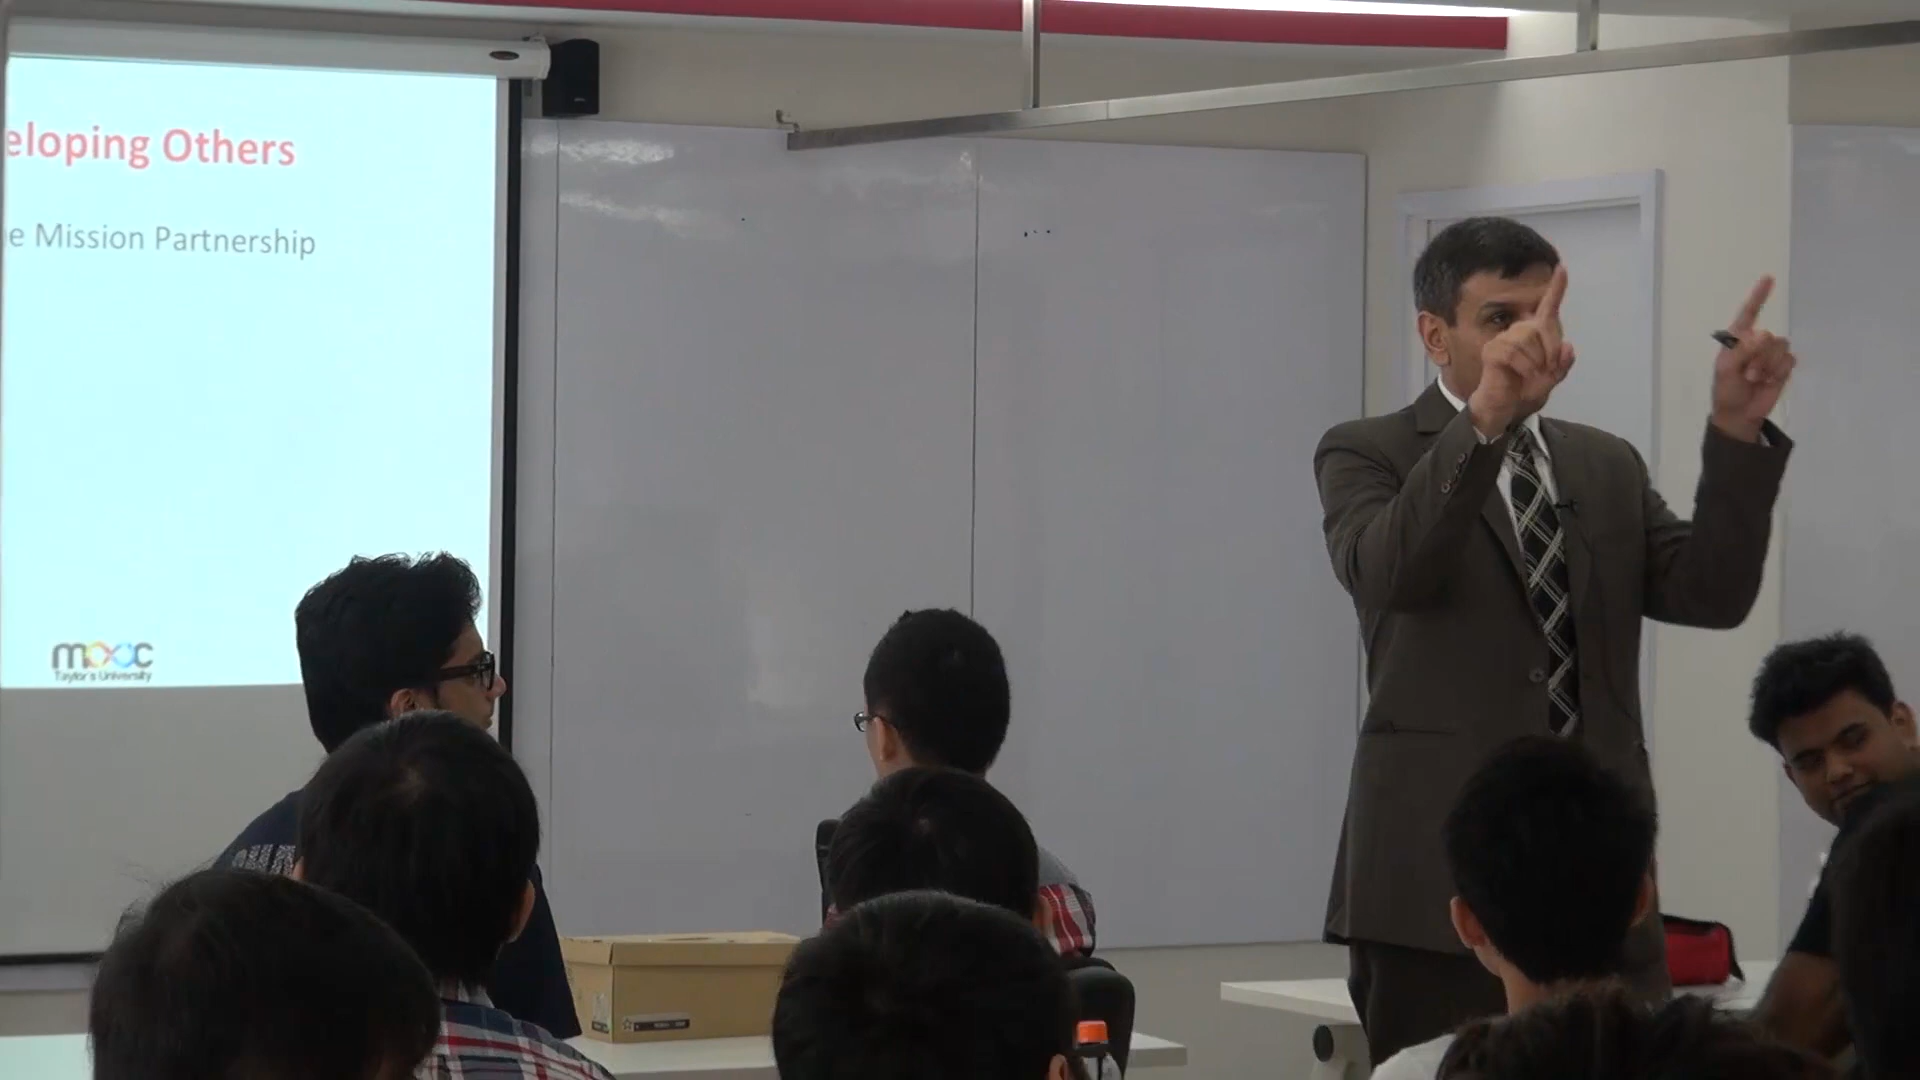 eloping Others
e Mission Partnership
mooc
Taylor's University